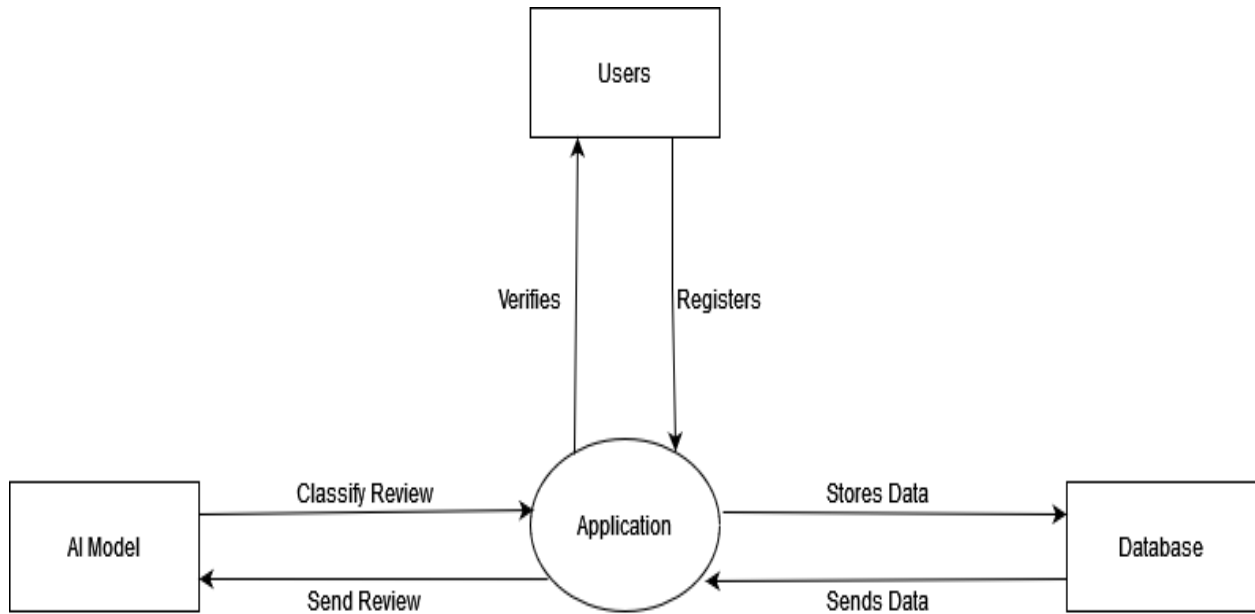 Users
Verifies
Registers
Classify Review
Stores Data
AI Model
Application
Database
Send Review
Sends Data